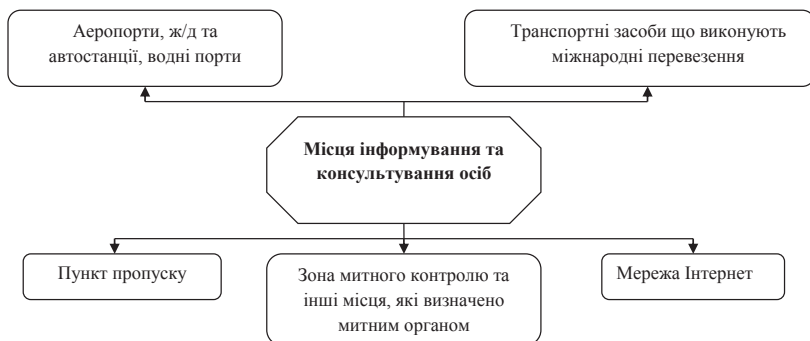 Аеропорти, ж/д та
автостанції, водні порти
Транспортні засоби що виконують
міжнародні перевезення
Місця інформування та
консультування осіб
Пункт пропуску
Зона митного контролю та
інші місця, які визначено
митним органом
Мережа Інтернет